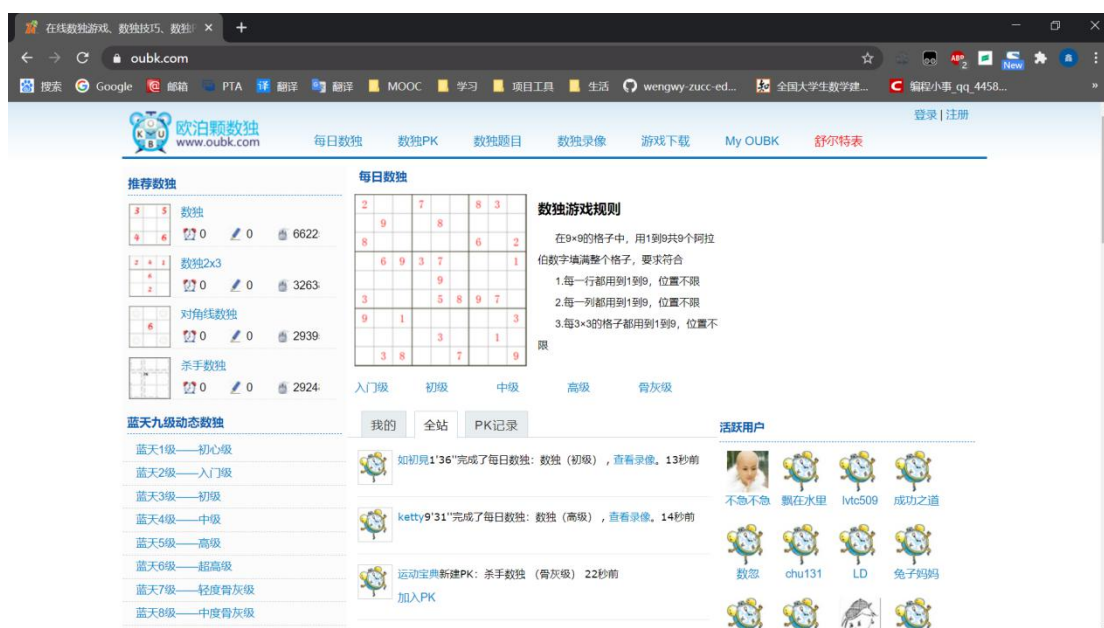 在线数独游戏、数独技巧、数独
oubk.com
New
搜索 Google 邮箱 PTA 翻译 翻译 MOOC 学习 项目工具 生活 wengwy-zucc-ed... 全国大学生数学建... 编程小事_qq_4458...
登录 | 注册
欧泊颗数独
www.oubk.com
每日数独 数独PK 数独题目 数独录像 游戏下载 My OUBK 舒尔特表
推荐数独
3 5
4 6
数独
0 0 6622
2 4 1
6
2
数独2x3
0 0 3263
6
对角线数独
0 0 2939
杀手数独
0 0 2924
蓝天九级动态数独
蓝天1级——初心级
蓝天2级——入门级
蓝天3级——初级
蓝天4级——中级
蓝天5级——高级
蓝天6级——超高级
蓝天7级——轻度骨灰级
蓝天8级——中度骨灰级
每日数独
2 7 8 3
9 8
8 6 2
6 9 3 7 1
9
3 5 8 9 7
9 1 3
3 1
3 8 7 9
数独游戏规则
在9×9的格子中，用1到9共9个阿拉
伯数字填满整个格子，要求符合
1.每一行都用到1到9，位置不限
2.每一列都用到1到9，位置不限
3.每3×3的格子都用到1到9，位置不
限
入门级 初级 中级 高级 骨灰级
我的 全站 PK记录
如初見1'36"完成了每日数独：数独（初级），查看录像。13秒前
ketty9'31"完成了每日数独：数独（高级），查看录像。14秒前
运动宝典新建PK：杀手数独 （骨灰级） 22秒前
加入PK
活跃用户
不急不急 飘在水里 lvtc509 成功之道
数忽 chu131 LD 兔子妈妈